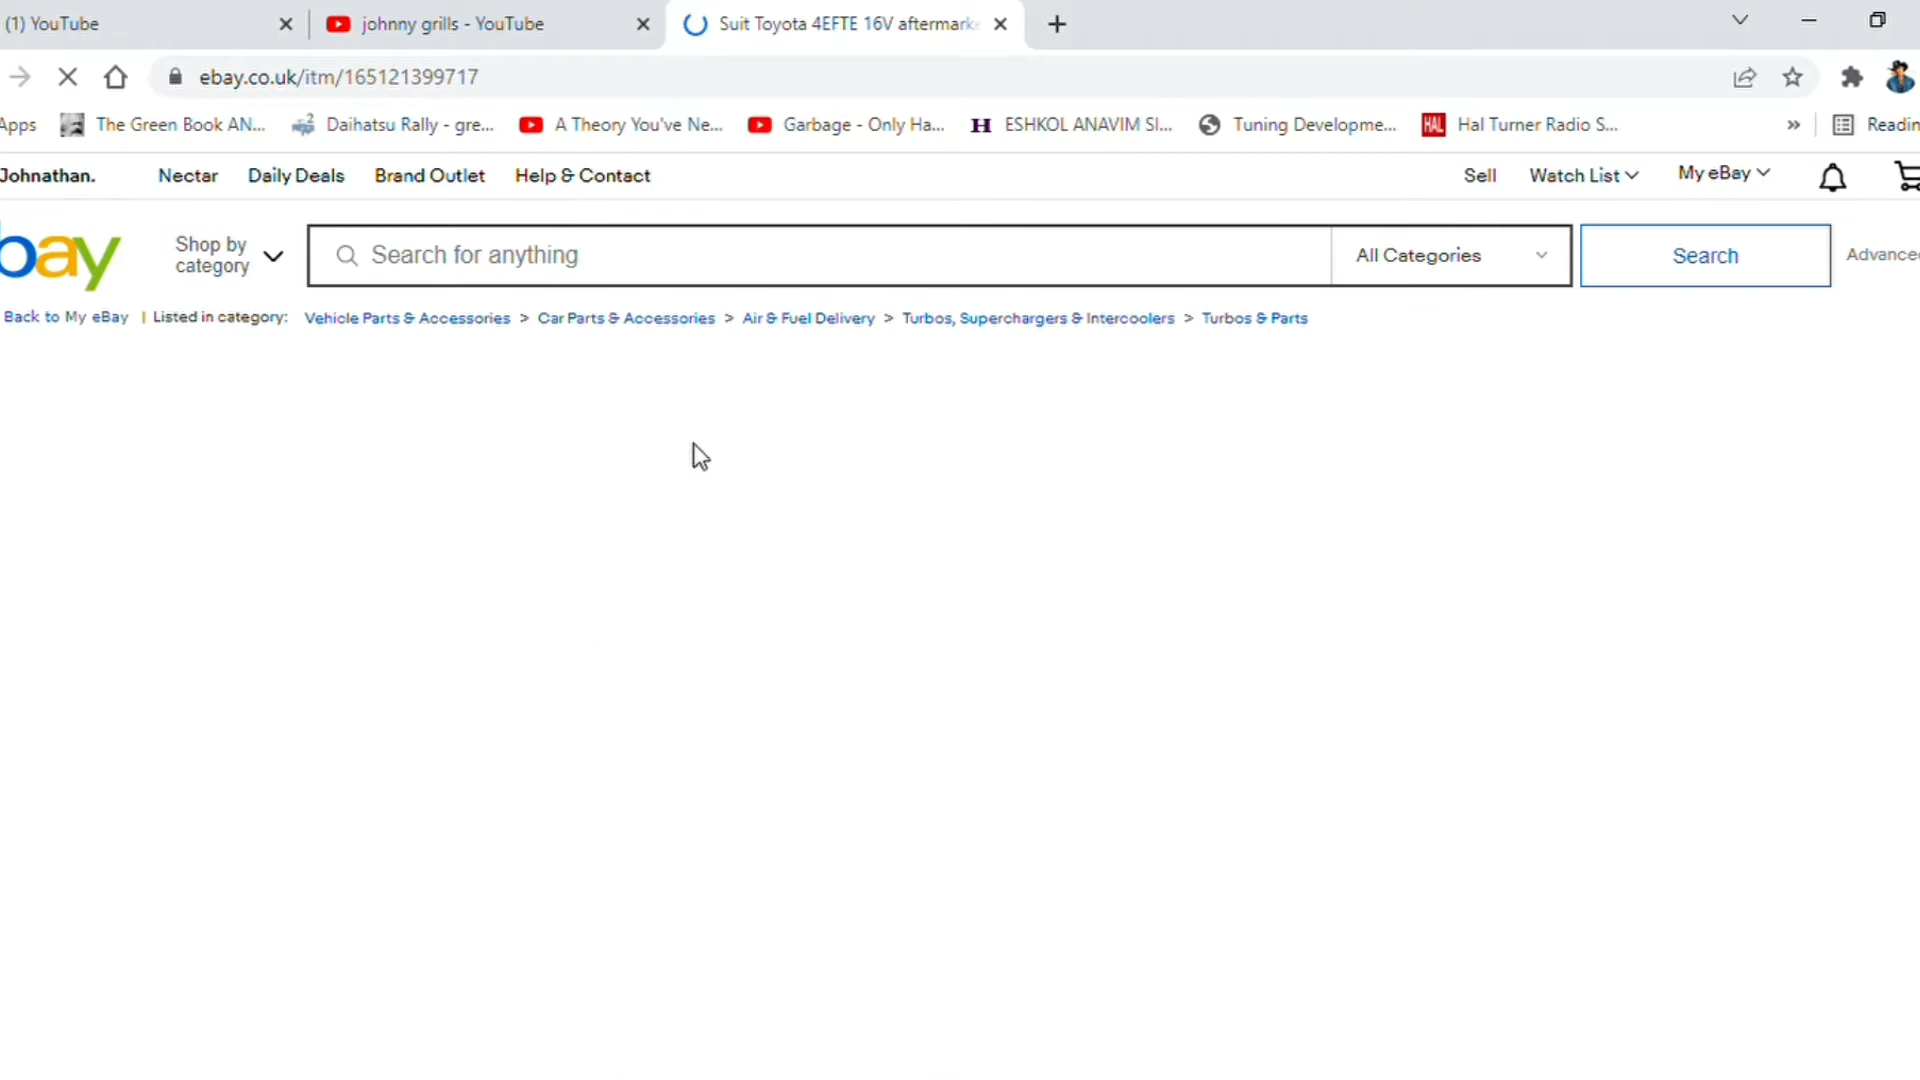 (1) YouTube
johnny grills - YouTube
Suit Toyota 4EFTE 16V aftermarke
ebay.co.uk/itm/165121399717
Apps
The Green Book AN...
Daihatsu Rally - gre...
A Theory You've Ne...
Garbage - Only Ha...
H
ESHKOL ANAVIM Sl...
Tuning Developme...
HAL
Hal Turner Radio S...
»
Readin
Johnathan.
Nectar
Daily Deals
Brand Outlet
Help & Contact
Sell
Watch List
My eBay
bay
Shop by
category
Search for anything
All Categories
Search
Advanced
Back to My eBay | Listed in category: Vehicle Parts & Accessories > Car Parts & Accessories > Air & Fuel Delivery > Turbos, Superchargers & Intercoolers > Turbos & Parts